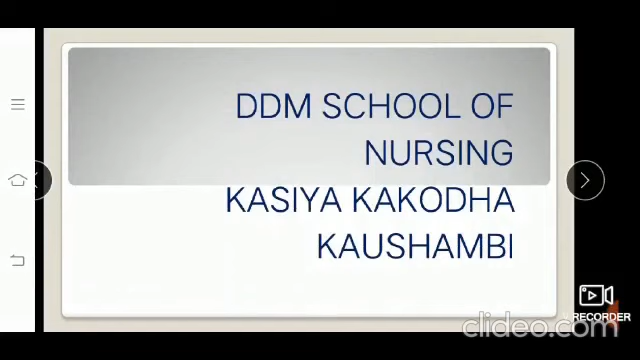 DDM SCHOOL OF
NURSING
KASIYA KAKODHA
KAUSHAMBI
RECORDER
clideo.com